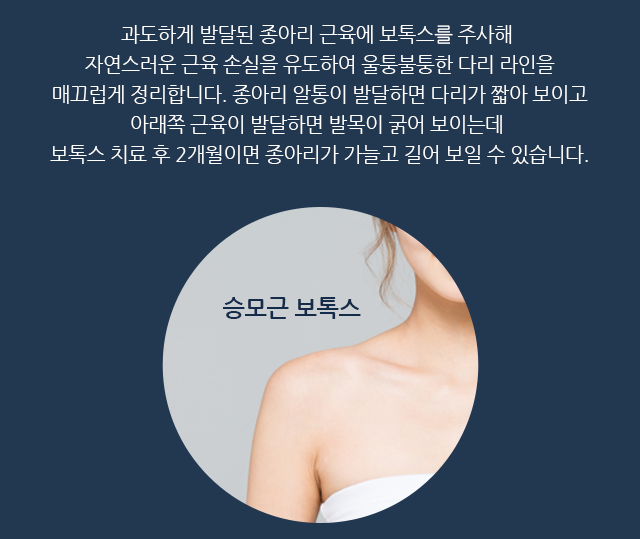 과도하게 발달된 종아리 근육에 보톡스를 주사해
자연스러운 근육 손실을 유도하여 울퉁불퉁한 다리 라인을
매끄럽게 정리합니다. 종아리 알통이 발달하면 다리가 짧아 보이고
아래쪽 근육이 발달하면 발목이 굵어 보이는데
보톡스 치료 후 2개월이면 종아리가 가늘고 길어 보일 수 있습니다.
승모근 보톡스